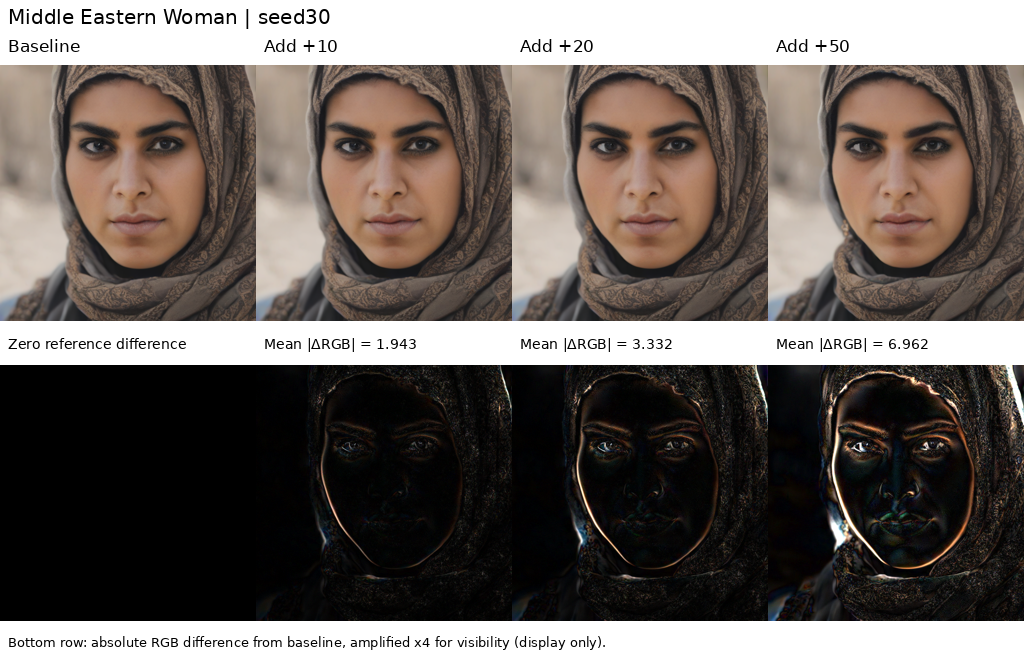 Middle Eastern Woman | seed30
Baseline
Add +10
Add +20
Add +50
Zero reference difference
Mean |ΔRGB| = 1.943
Mean |ΔRGB| = 3.332
Mean |ΔRGB| = 6.962
Bottom row: absolute RGB difference from baseline, amplified x4 for visibility (display only).